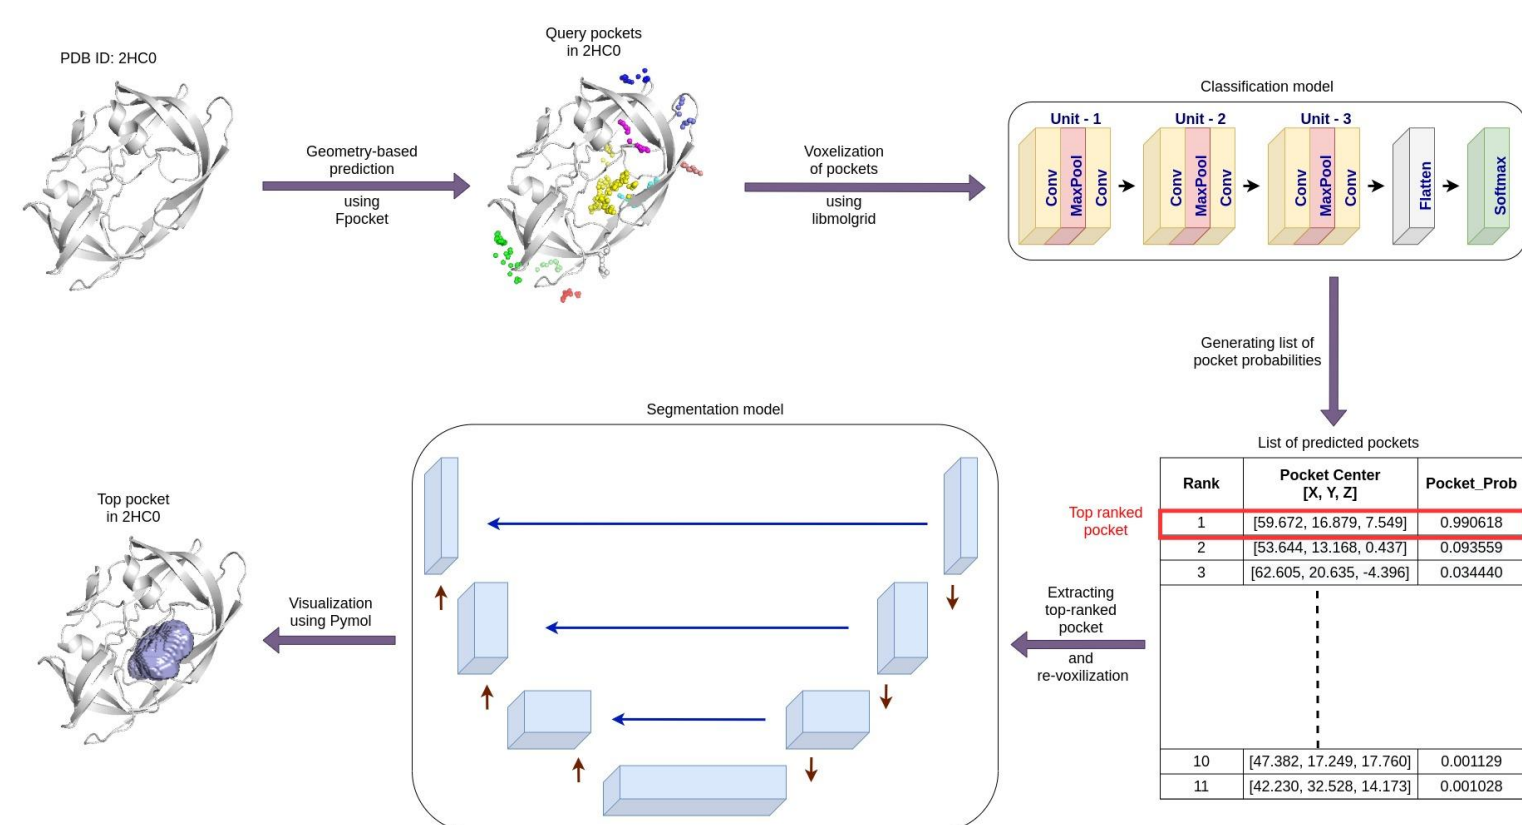 PDB ID: 2HC0
Geometry-based
prediction
using
Fpocket
Query pockets
in 2HC0
Voxelization
of pockets
using
libmolgrid
Classification model
Unit - 1
Unit - 2
Unit - 3
Conv
MaxPool
Conv
Conv
MaxPool
Conv
Conv
MaxPool
Conv
Flatten
Softmax
Generating list of
pocket probabilities
List of predicted pockets
Rank
Pocket Center
[X, Y, Z]
Pocket_Prob
Top ranked
pocket
1 [59.672, 16.879, 7.549] 0.990618
2 [53.644, 13.168, 0.437] 0.093559
3 [62.605, 20.635, -4.396] 0.034440
10 [47.382, 17.249, 17.760] 0.001129
11 [42.230, 32.528, 14.173] 0.001028
Extracting
top-ranked
pocket
and
re-voxilization
Segmentation model
Visualization
using Pymol
Top pocket
in 2HC0